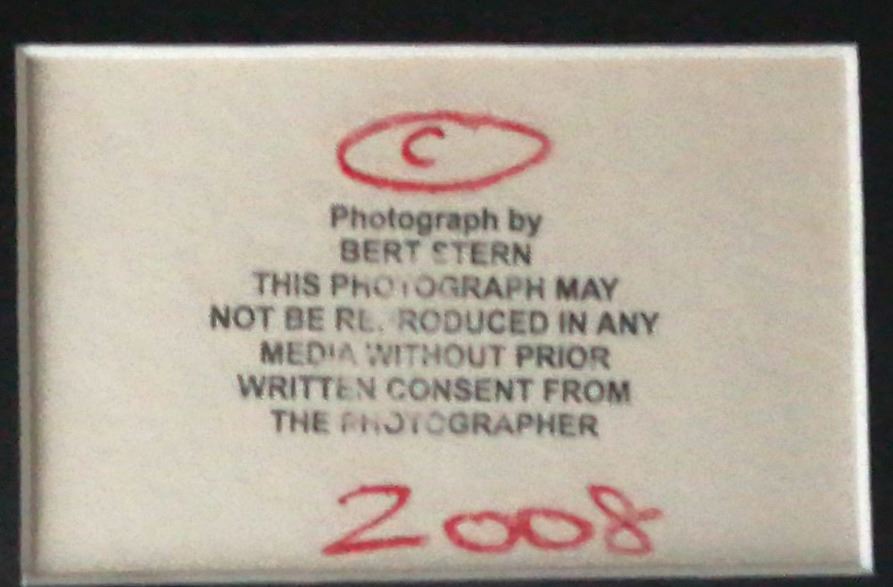 ©
Photograph by
BERT STERN
THIS PHOTOGRAPH MAY
NOT BE REPRODUCED IN ANY
MEDIA WITHOUT PRIOR
WRITTEN CONSENT FROM
THE PHOTOGRAPHER
2008